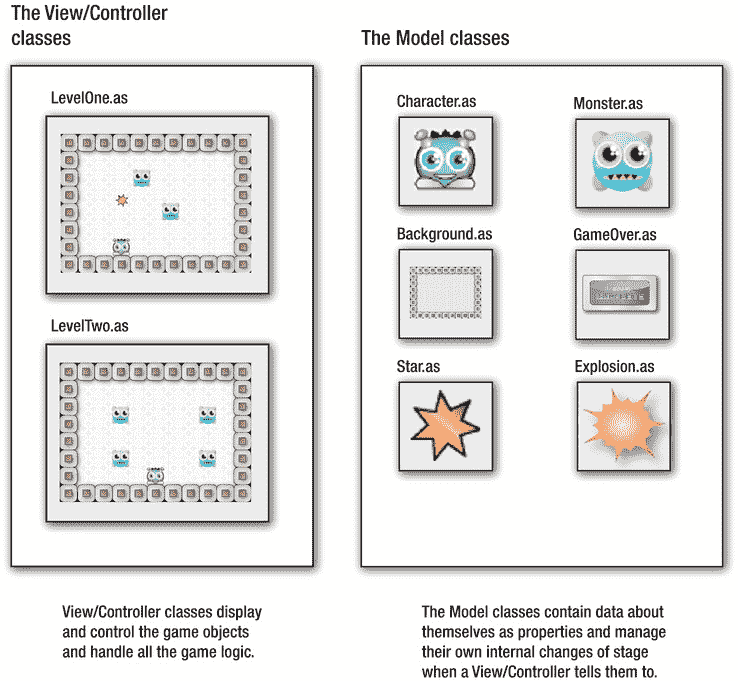 The View/Controller
classes
The Model classes
LevelOne.as
LevelTwo.as
Character.as
Monster.as
Background.as
GameOver.as
Star.as
Explosion.as
View/Controller classes display
and control the game objects
and handle all the game logic.
The Model classes contain data about
themselves as properties and manage
their own internal changes of stage
when a View/Controller tells them to.